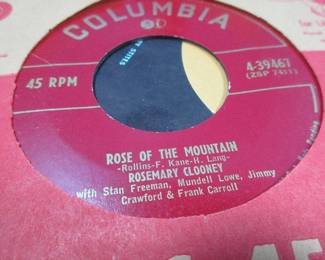 COLUMBIA
45 RPM
4-39467
(ZSP 7411)
ROSE OF THE MOUNTAIN
-Rollins-F. Kane-H. Lang-
ROSEMARY CLOONEY
with Stan Freeman, Mundell Lowe, Jimmy
Crawford & Frank Carroll